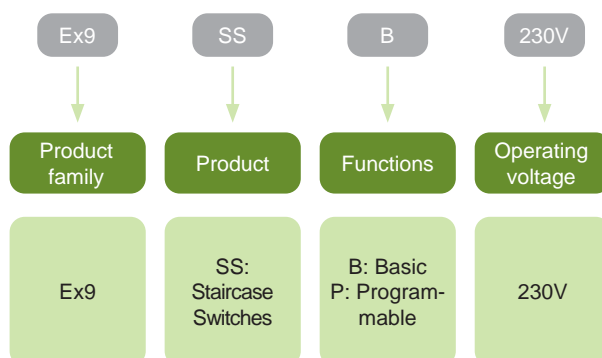 Ex9
SS
B
230V
Product
family
Product
Functions
Operating
voltage
Ex9
SS:
Staircase
Switches
B: Basic
P: Program-
mable
230V